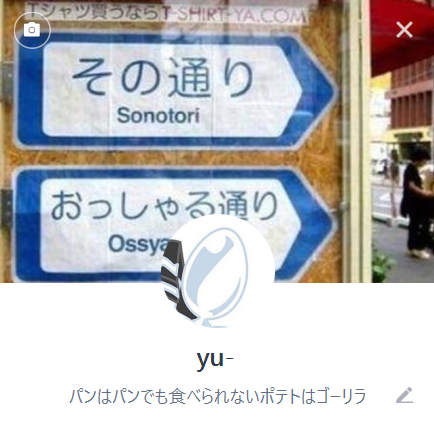 Tシャツ買うならT-SHIRT-YA.COM
その通り
Sonotori
おっしゃる通り
Ossya
yu-
パンはパンでも食べられないポテトはゴーリラ